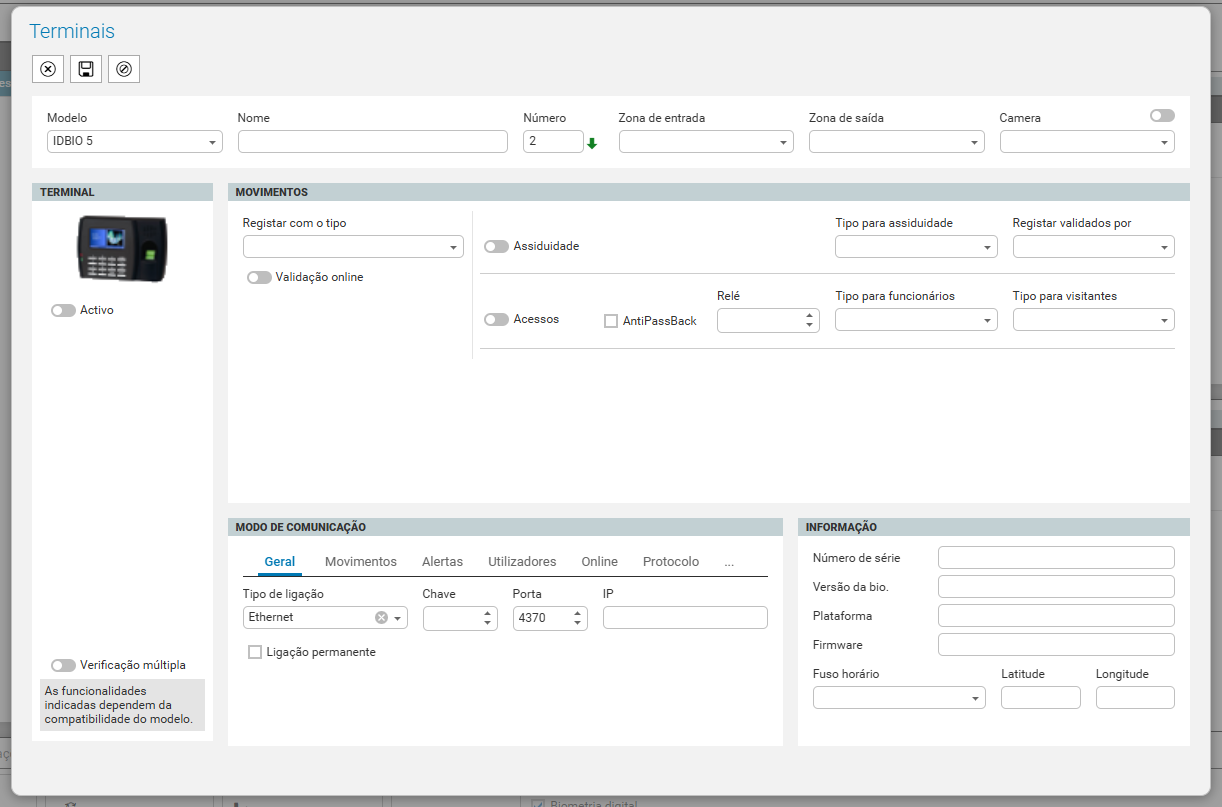 Terminais
Modelo
Nome
Número
Zona de entrada
Zona de saída
Camera
IDBIO 5
2
TERMINAL
MOVIMENTOS
Registar com o tipo
Assiduidade
Tipo para assiduidade
Registar validados por
Validação online
Activo
Acessos
AntiPassBack
Relé
Tipo para funcionários
Tipo para visitantes
MODO DE COMUNICAÇÃO
Geral
Movimentos
Alertas
Utilizadores
Online
Protocolo
...
Tipo de ligação
Chave
Porta
IP
Ethernet
4370
Ligação permanente
INFORMAÇÃO
Número de série
Versão da bio.
Plataforma
Firmware
Fuso horário
Latitude
Longitude
Verificação múltipla
As funcionalidades
indicadas dependem da
compatibilidade do modelo.
Biometria digital